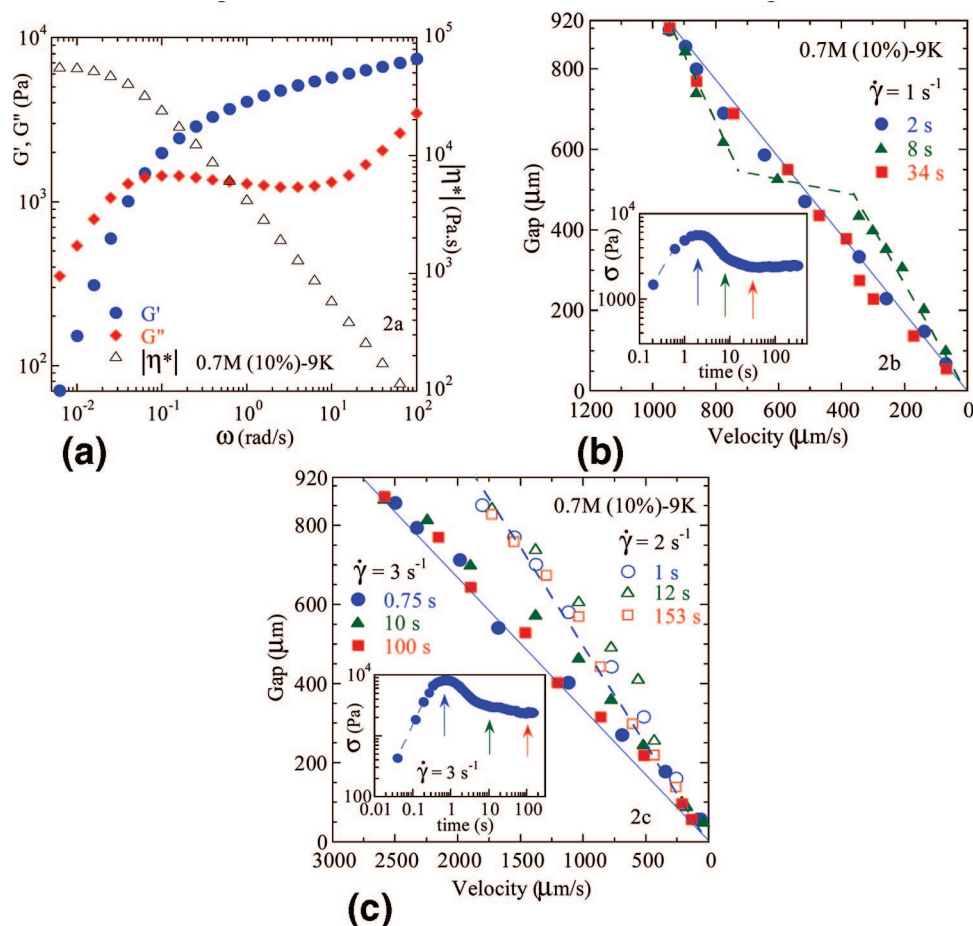 10⁴
10³
10²
G', G" (Pa)
10⁵
10⁴
10³
10²
|η*| (Pa.s)
G'
G"
|η*|
0.7M (10%)-9K
2a
10⁻² 10⁻¹ 10⁰ 10¹ 10²
ω (rad/s)
(a)
920
800
600
400
200
0
Gap (μm)
0.7M (10%)-9K
γ̇ = 1 s⁻¹
2 s
8 s
34 s
10⁴
1000
σ (Pa)
0.1 1 10 100
time (s)
2b
1200 1000 800 600 400 200 0
Velocity (μm/s)
(b)
920
800
600
400
200
0
Gap (μm)
0.7M (10%)-9K
γ̇ = 3 s⁻¹
0.75 s
10 s
100 s
γ̇ = 2 s⁻¹
1 s
12 s
153 s
10⁴
1000
100
σ (Pa)
γ̇ = 3 s⁻¹
0.01 0.1 1 10 100
time (s)
2c
3000 2500 2000 1500 1000 500 0
Velocity (μm/s)
(c)